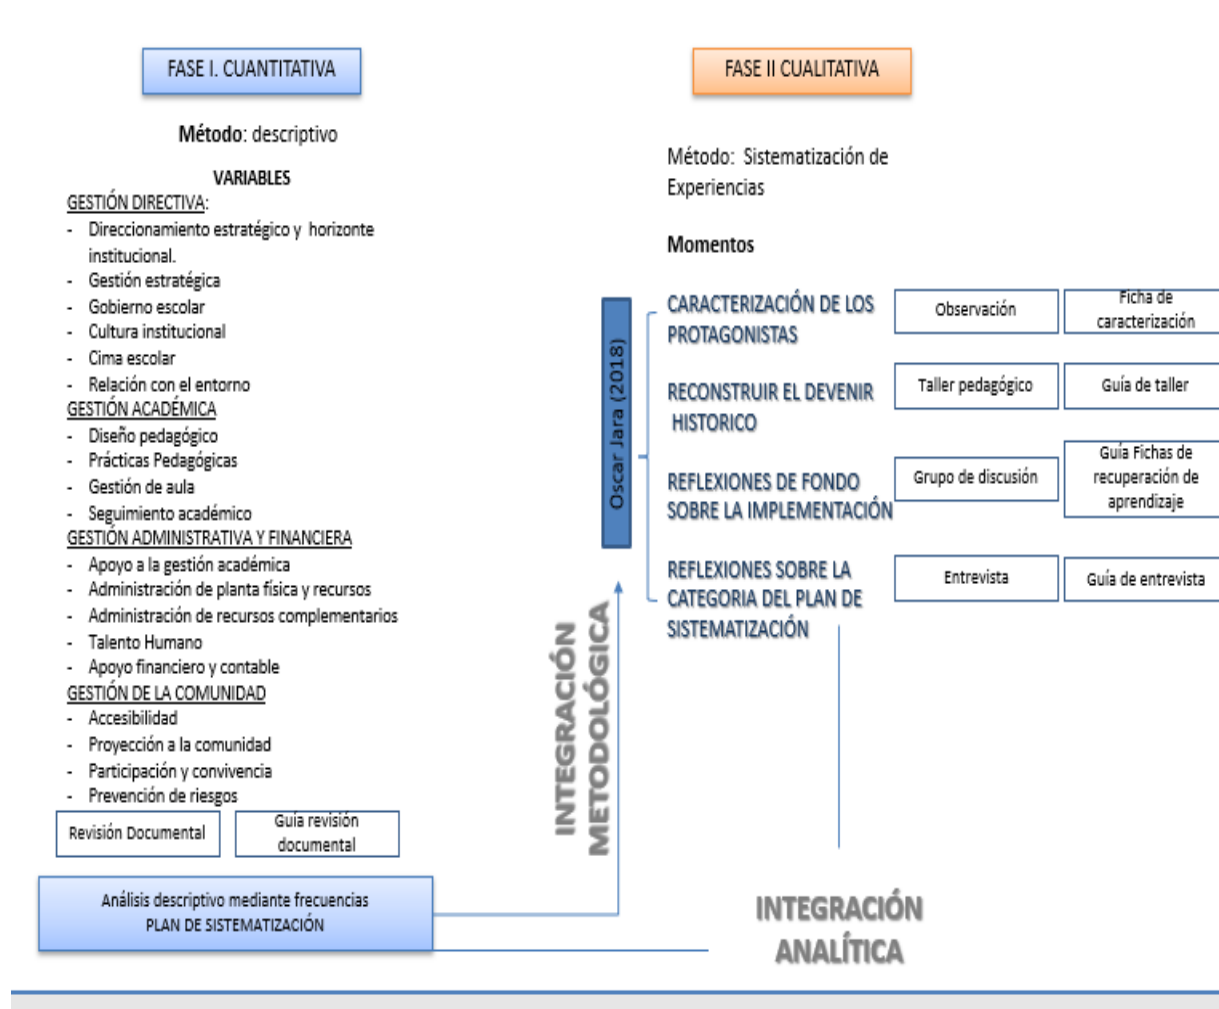 FASE I. CUANTITATIVA
Método: descriptivo
VARIABLES
GESTIÓN DIRECTIVA:
- Direccionamiento estratégico y horizonte
institucional.
- Gestión estratégica
- Gobierno escolar
- Cultura institucional
- Cima escolar
- Relación con el entorno
GESTIÓN ACADÉMICA
- Diseño pedagógico
- Prácticas Pedagógicas
- Gestión de aula
- Seguimiento académico
GESTIÓN ADMINISTRATIVA Y FINANCIERA
- Apoyo a la gestión académica
- Administración de planta física y recursos
- Administración de recursos complementarios
- Talento Humano
- Apoyo financiero y contable
GESTIÓN DE LA COMUNIDAD
- Accesibilidad
- Proyección a la comunidad
- Participación y convivencia
- Prevención de riesgos
Revisión Documental
Guía revisión
documental
Análisis descriptivo mediante frecuencias
PLAN DE SISTEMATIZACIÓN
INTEGRACIÓN
METODOLÓGICA
Oscar Jara (2018)
FASE II CUALITATIVA
Método: Sistematización de
Experiencias
Momentos
CARACTERIZACIÓN DE LOS
PROTAGONISTAS
Observación
Ficha de
caracterización
RECONSTRUIR EL DEVENIR
HISTORICO
Taller pedagógico
Guía de taller
REFLEXIONES DE FONDO
SOBRE LA IMPLEMENTACIÓN
Grupo de discusión
Guía Fichas de
recuperación de
aprendizaje
REFLEXIONES SOBRE LA
CATEGORIA DEL PLAN DE
SISTEMATIZACIÓN
Entrevista
Guía de entrevista
INTEGRACIÓN
ANALÍTICA